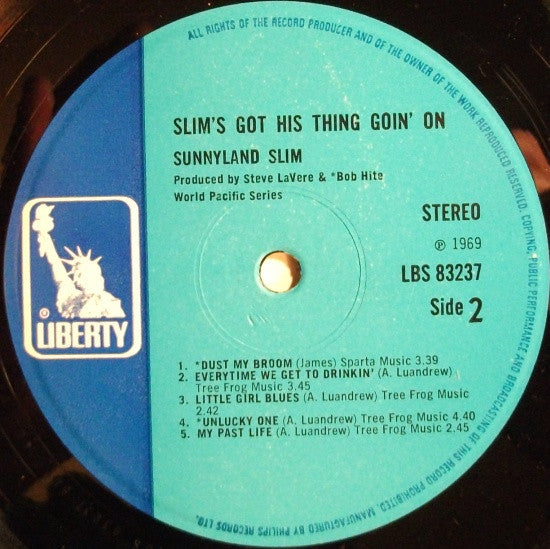 ALL RIGHTS OF THE RECORD PRODUCER AND OF THE OWNER OF THE WORK REPRODUCED RESERVED. COPYING, PUBLIC PERFORMANCE AND BROADCASTING OF THIS RECORD PROHIBITED. MANUFACTURED BY PHILIPS RECORDS LTD.
SLIM'S GOT HIS THING GOIN' ON
SUNNYLAND SLIM
Produced by Steve LaVere & *Bob Hite
World Pacific Series
STEREO
℗ 1969
LBS 83237
Side 2
® LIBERTY
1. *DUST MY BROOM (James) Sparta Music 3.39
2. EVERYTIME WE GET TO DRINKIN' (A. Luandrew)
Tree Frog Music 3.45
3. LITTLE GIRL BLUES (A. Luandrew) Tree Frog Music
2.42
4. *UNLUCKY ONE (A. Luandrew) Tree Frog Music 4.40
5. MY PAST LIFE (A. Luandrew) Tree Frog Music 2.45